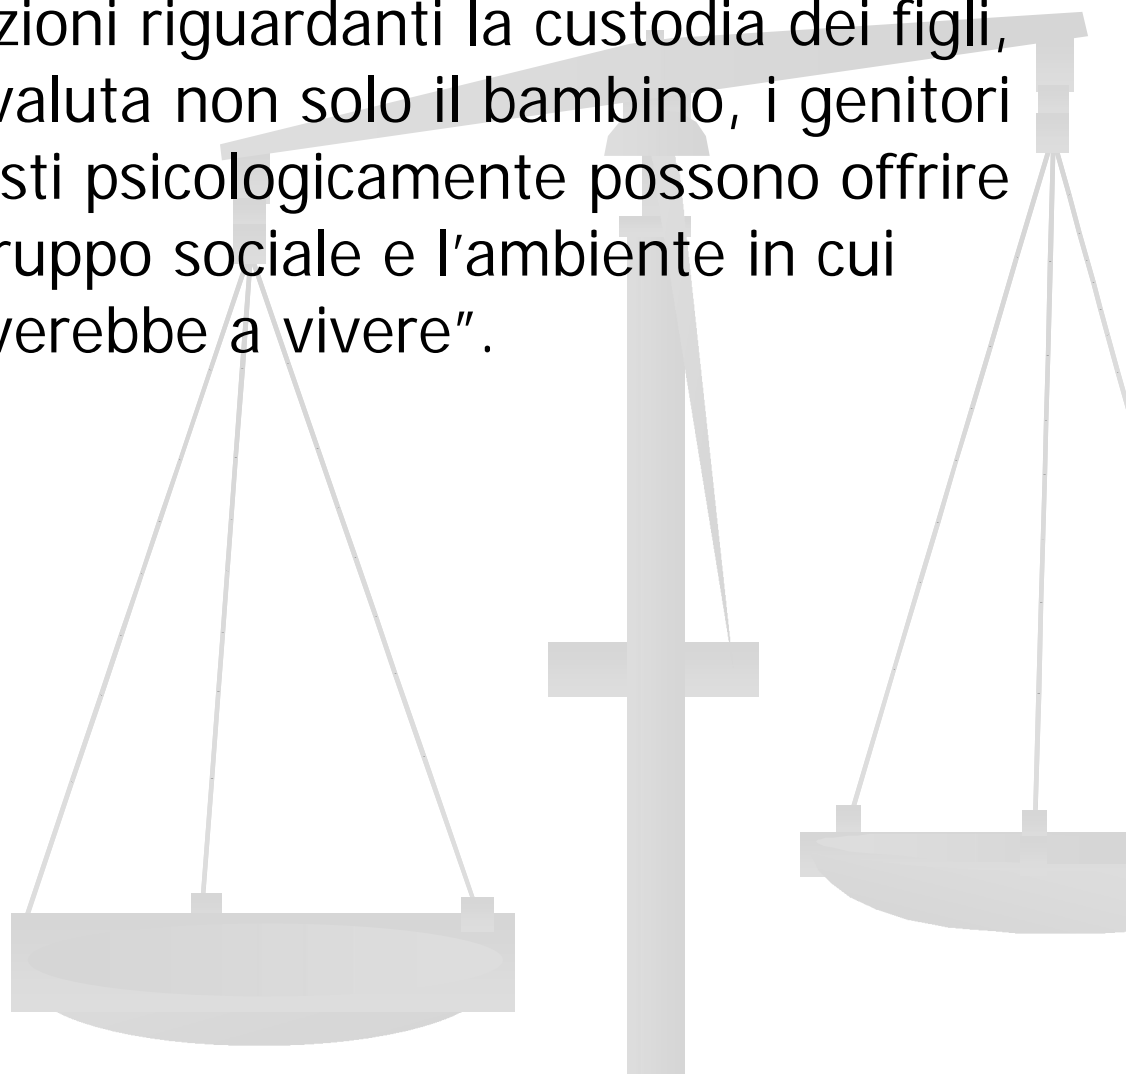 zioni riguardanti la custodia dei figli,
valuta non solo il bambino, i genitori
sti psicologicamente possono offrire
ruppo sociale e l'ambiente in cui
verebbe a vivere”.